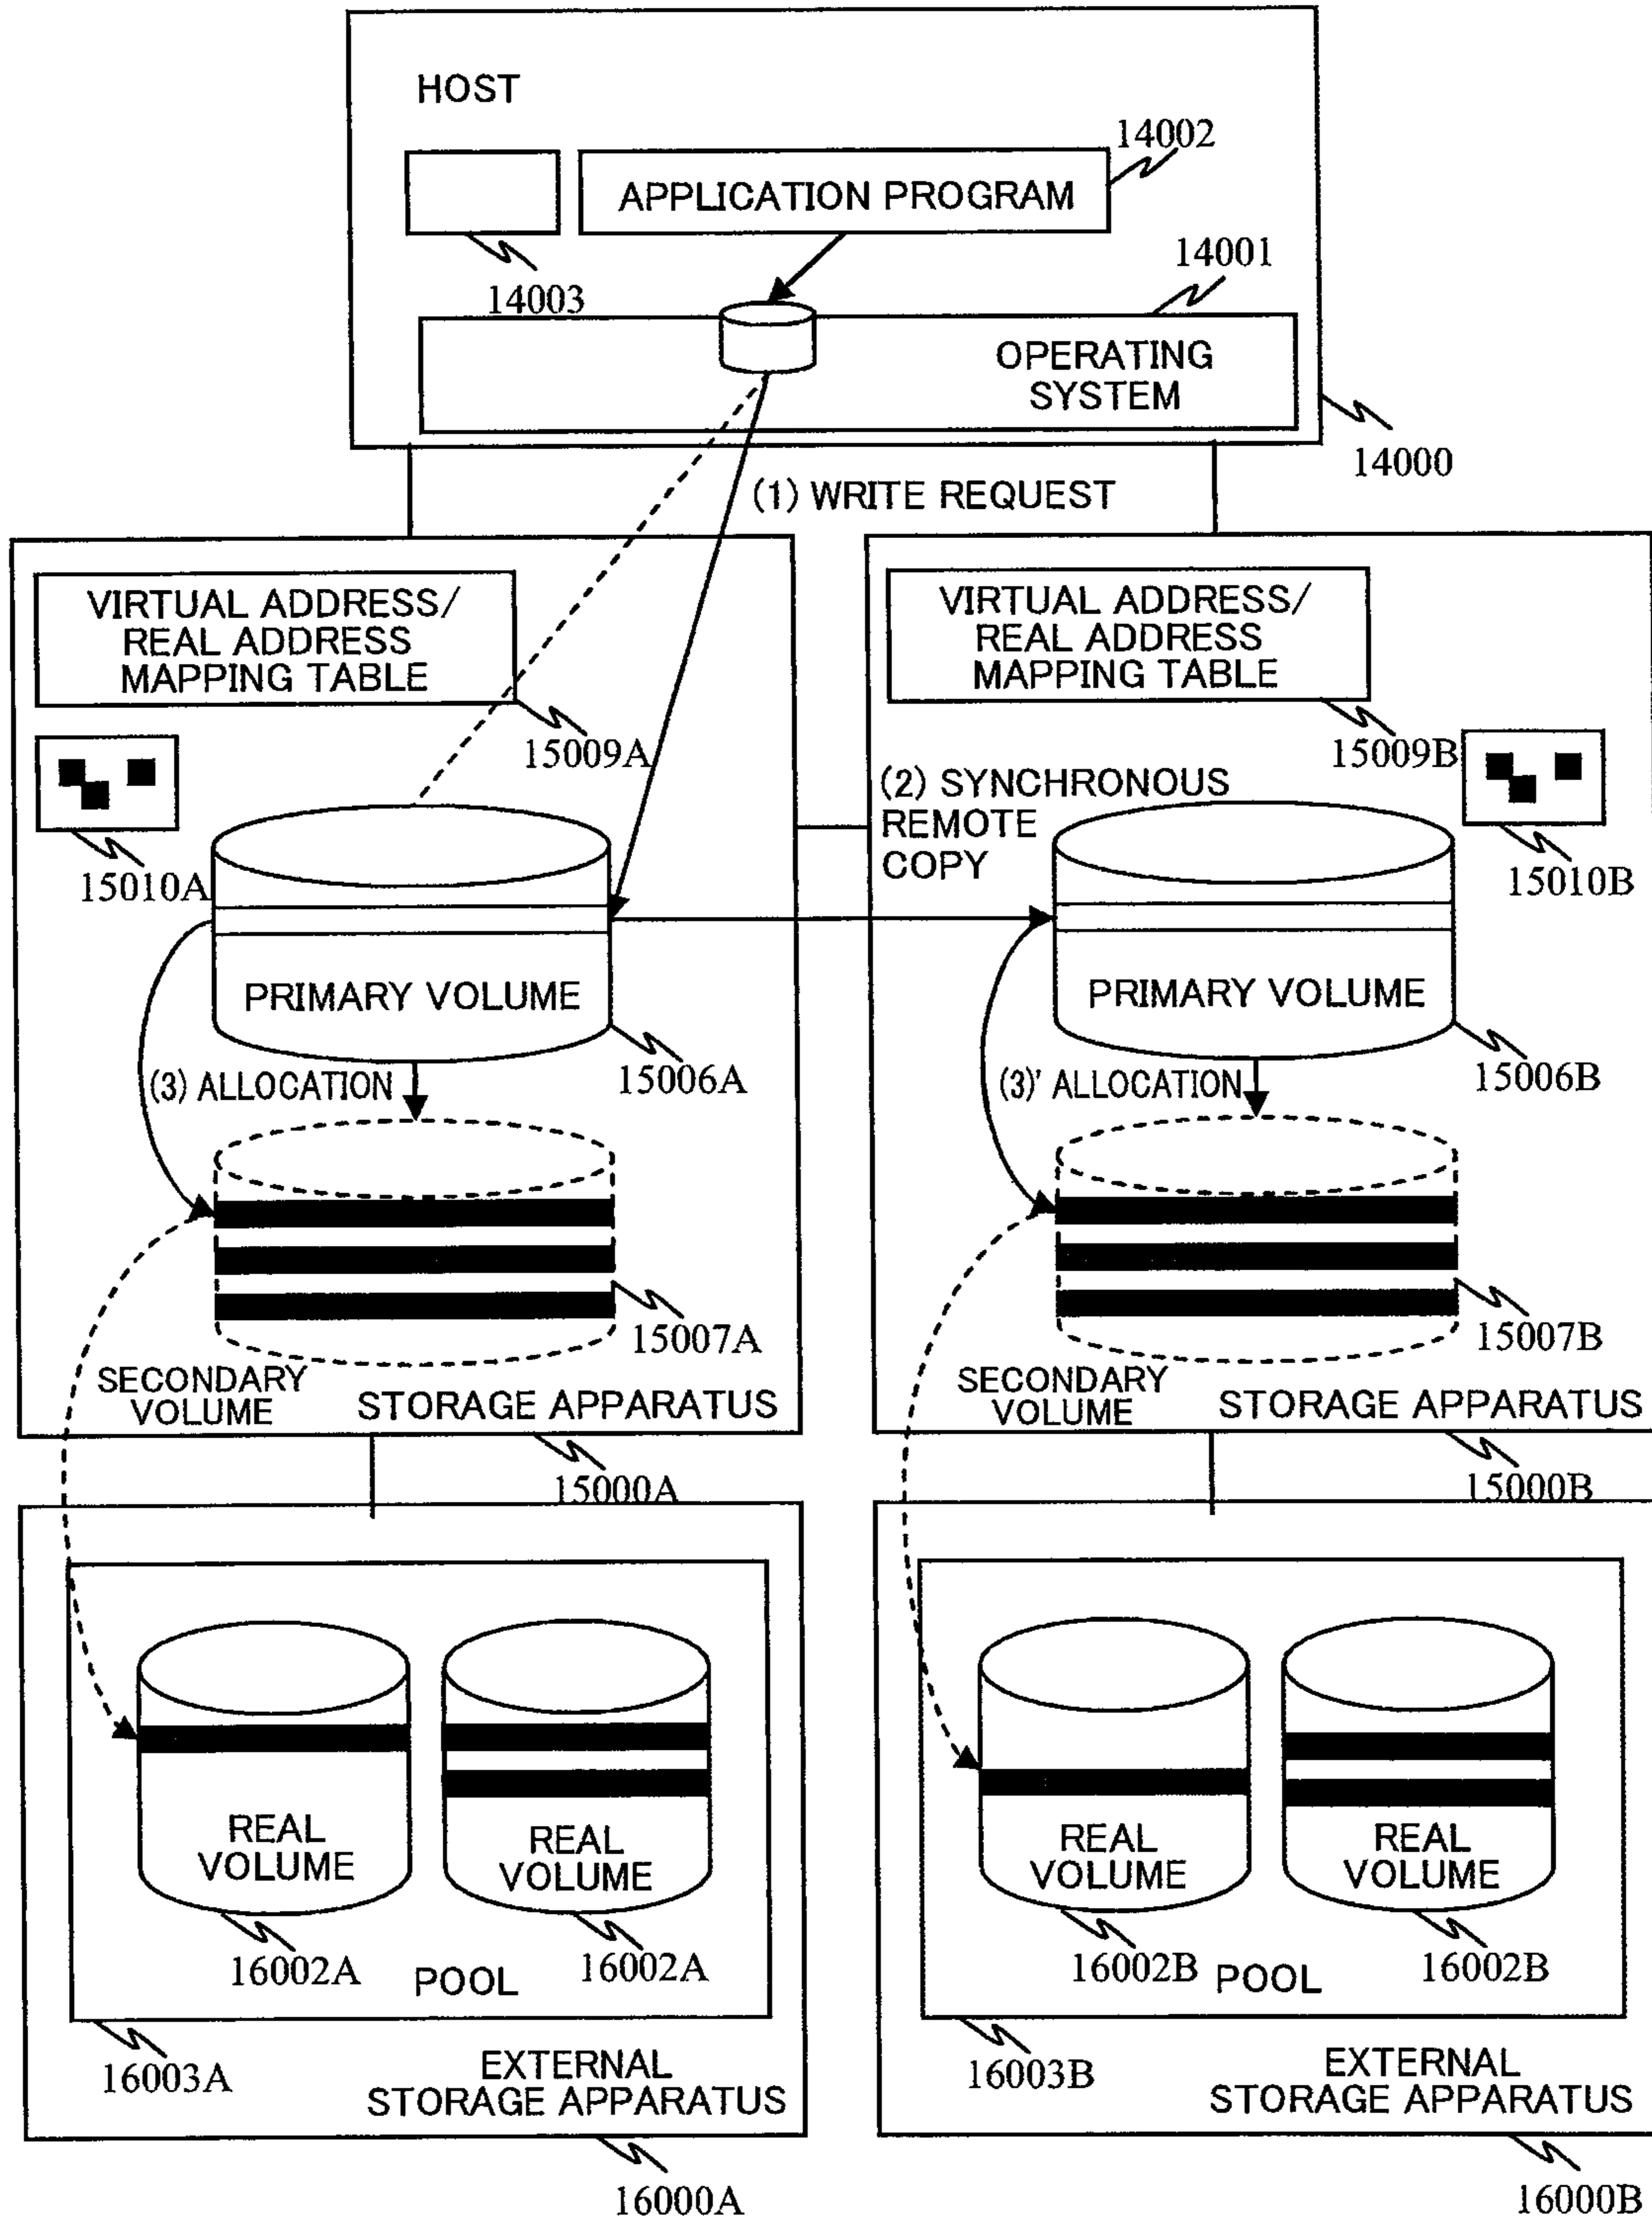 HOST
14002
APPLICATION PROGRAM
14001
14003
OPERATING
SYSTEM
14000
(1) WRITE REQUEST
VIRTUAL ADDRESS/
REAL ADDRESS
MAPPING TABLE
15009A
15010A
PRIMARY VOLUME
15006A
(3) ALLOCATION
15007A
SECONDARY
VOLUME
STORAGE APPARATUS
15000A
VIRTUAL ADDRESS/
REAL ADDRESS
MAPPING TABLE
15009B
(2) SYNCHRONOUS
REMOTE
COPY
15010B
PRIMARY VOLUME
15006B
(3)' ALLOCATION
15007B
SECONDARY
VOLUME
STORAGE APPARATUS
15000B
REAL
VOLUME
REAL
VOLUME
16002A
16002A
POOL
16003A
EXTERNAL
STORAGE APPARATUS
16000A
REAL
VOLUME
REAL
VOLUME
16002B
POOL
16002B
16003B
EXTERNAL
STORAGE APPARATUS
16000B